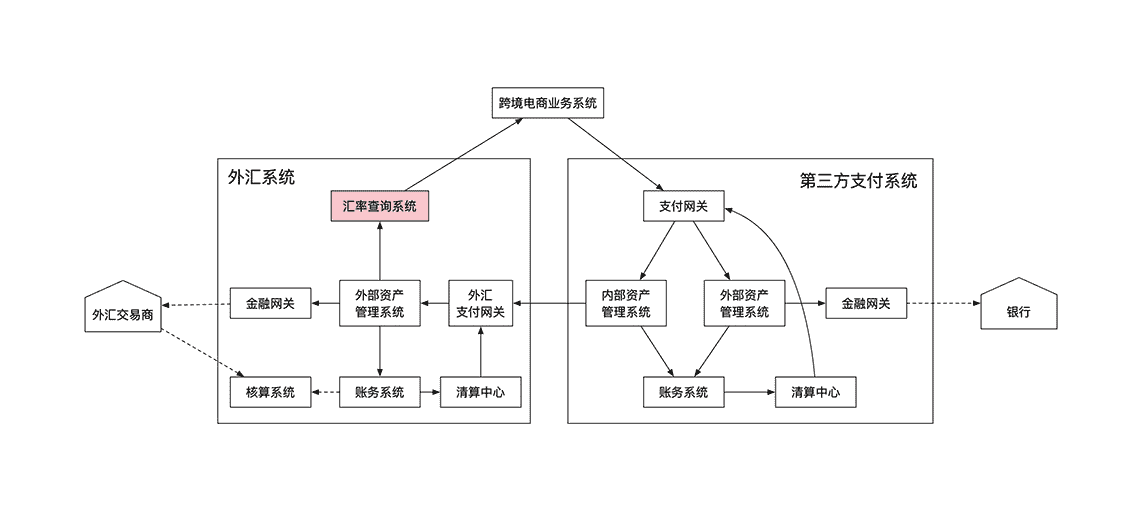 跨境电商业务系统
外汇系统
第三方支付系统
汇率查询系统
支付网关
外汇交易商
金融网关
外部资产
管理系统
外汇
支付网关
内部资产
管理系统
外部资产
管理系统
金融网关
银行
核算系统
账务系统
清算中心
账务系统
清算中心